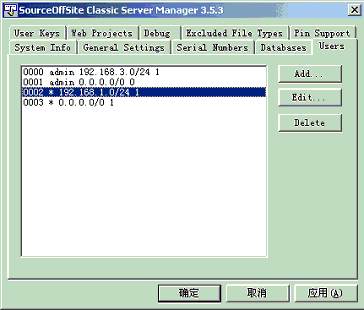 SourceOffSite Classic Server Manager 3.5.3
User Keys Web Projects Debug Excluded File Types Pin Support
System Info General Settings Serial Numbers Databases Users
0000 admin 192.168.3.0/24 1
0001 admin 0.0.0.0/0 0
0002 * 192.168.1.0/24 1
0003 * 0.0.0.0/0 1
Add...
Edit...
Delete
确定 取消 应用(A)